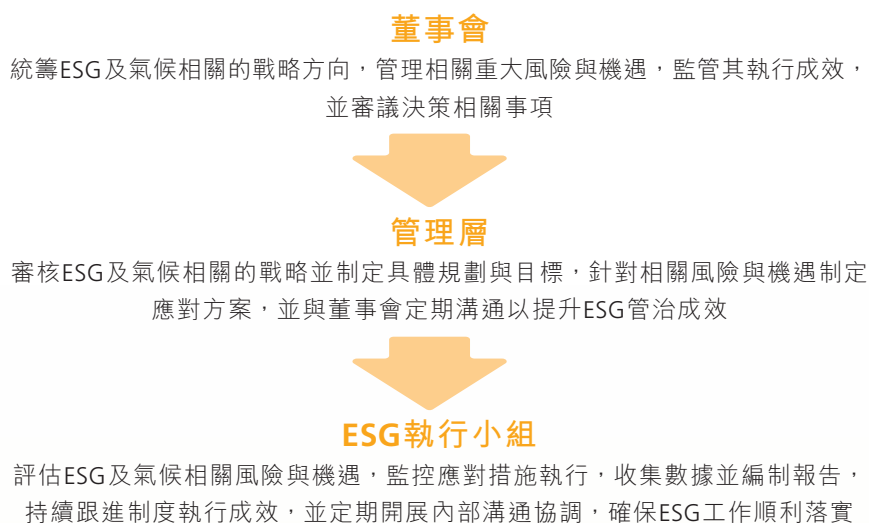 董事會
統籌ESG及氣候相關的戰略方向，管理相關重大風險與機遇，監管其執行成效，
並審議決策相關事項
管理層
審核ESG及氣候相關的戰略並制定具體規劃與目標，針對相關風險與機遇制定
應對方案，並與董事會定期溝通以提升ESG管治成效
ESG執行小組
評估ESG及氣候相關風險與機遇，監控應對措施執行，收集數據並編制報告，
持續跟進制度執行成效，並定期開展內部溝通協調，確保ESG工作順利落實